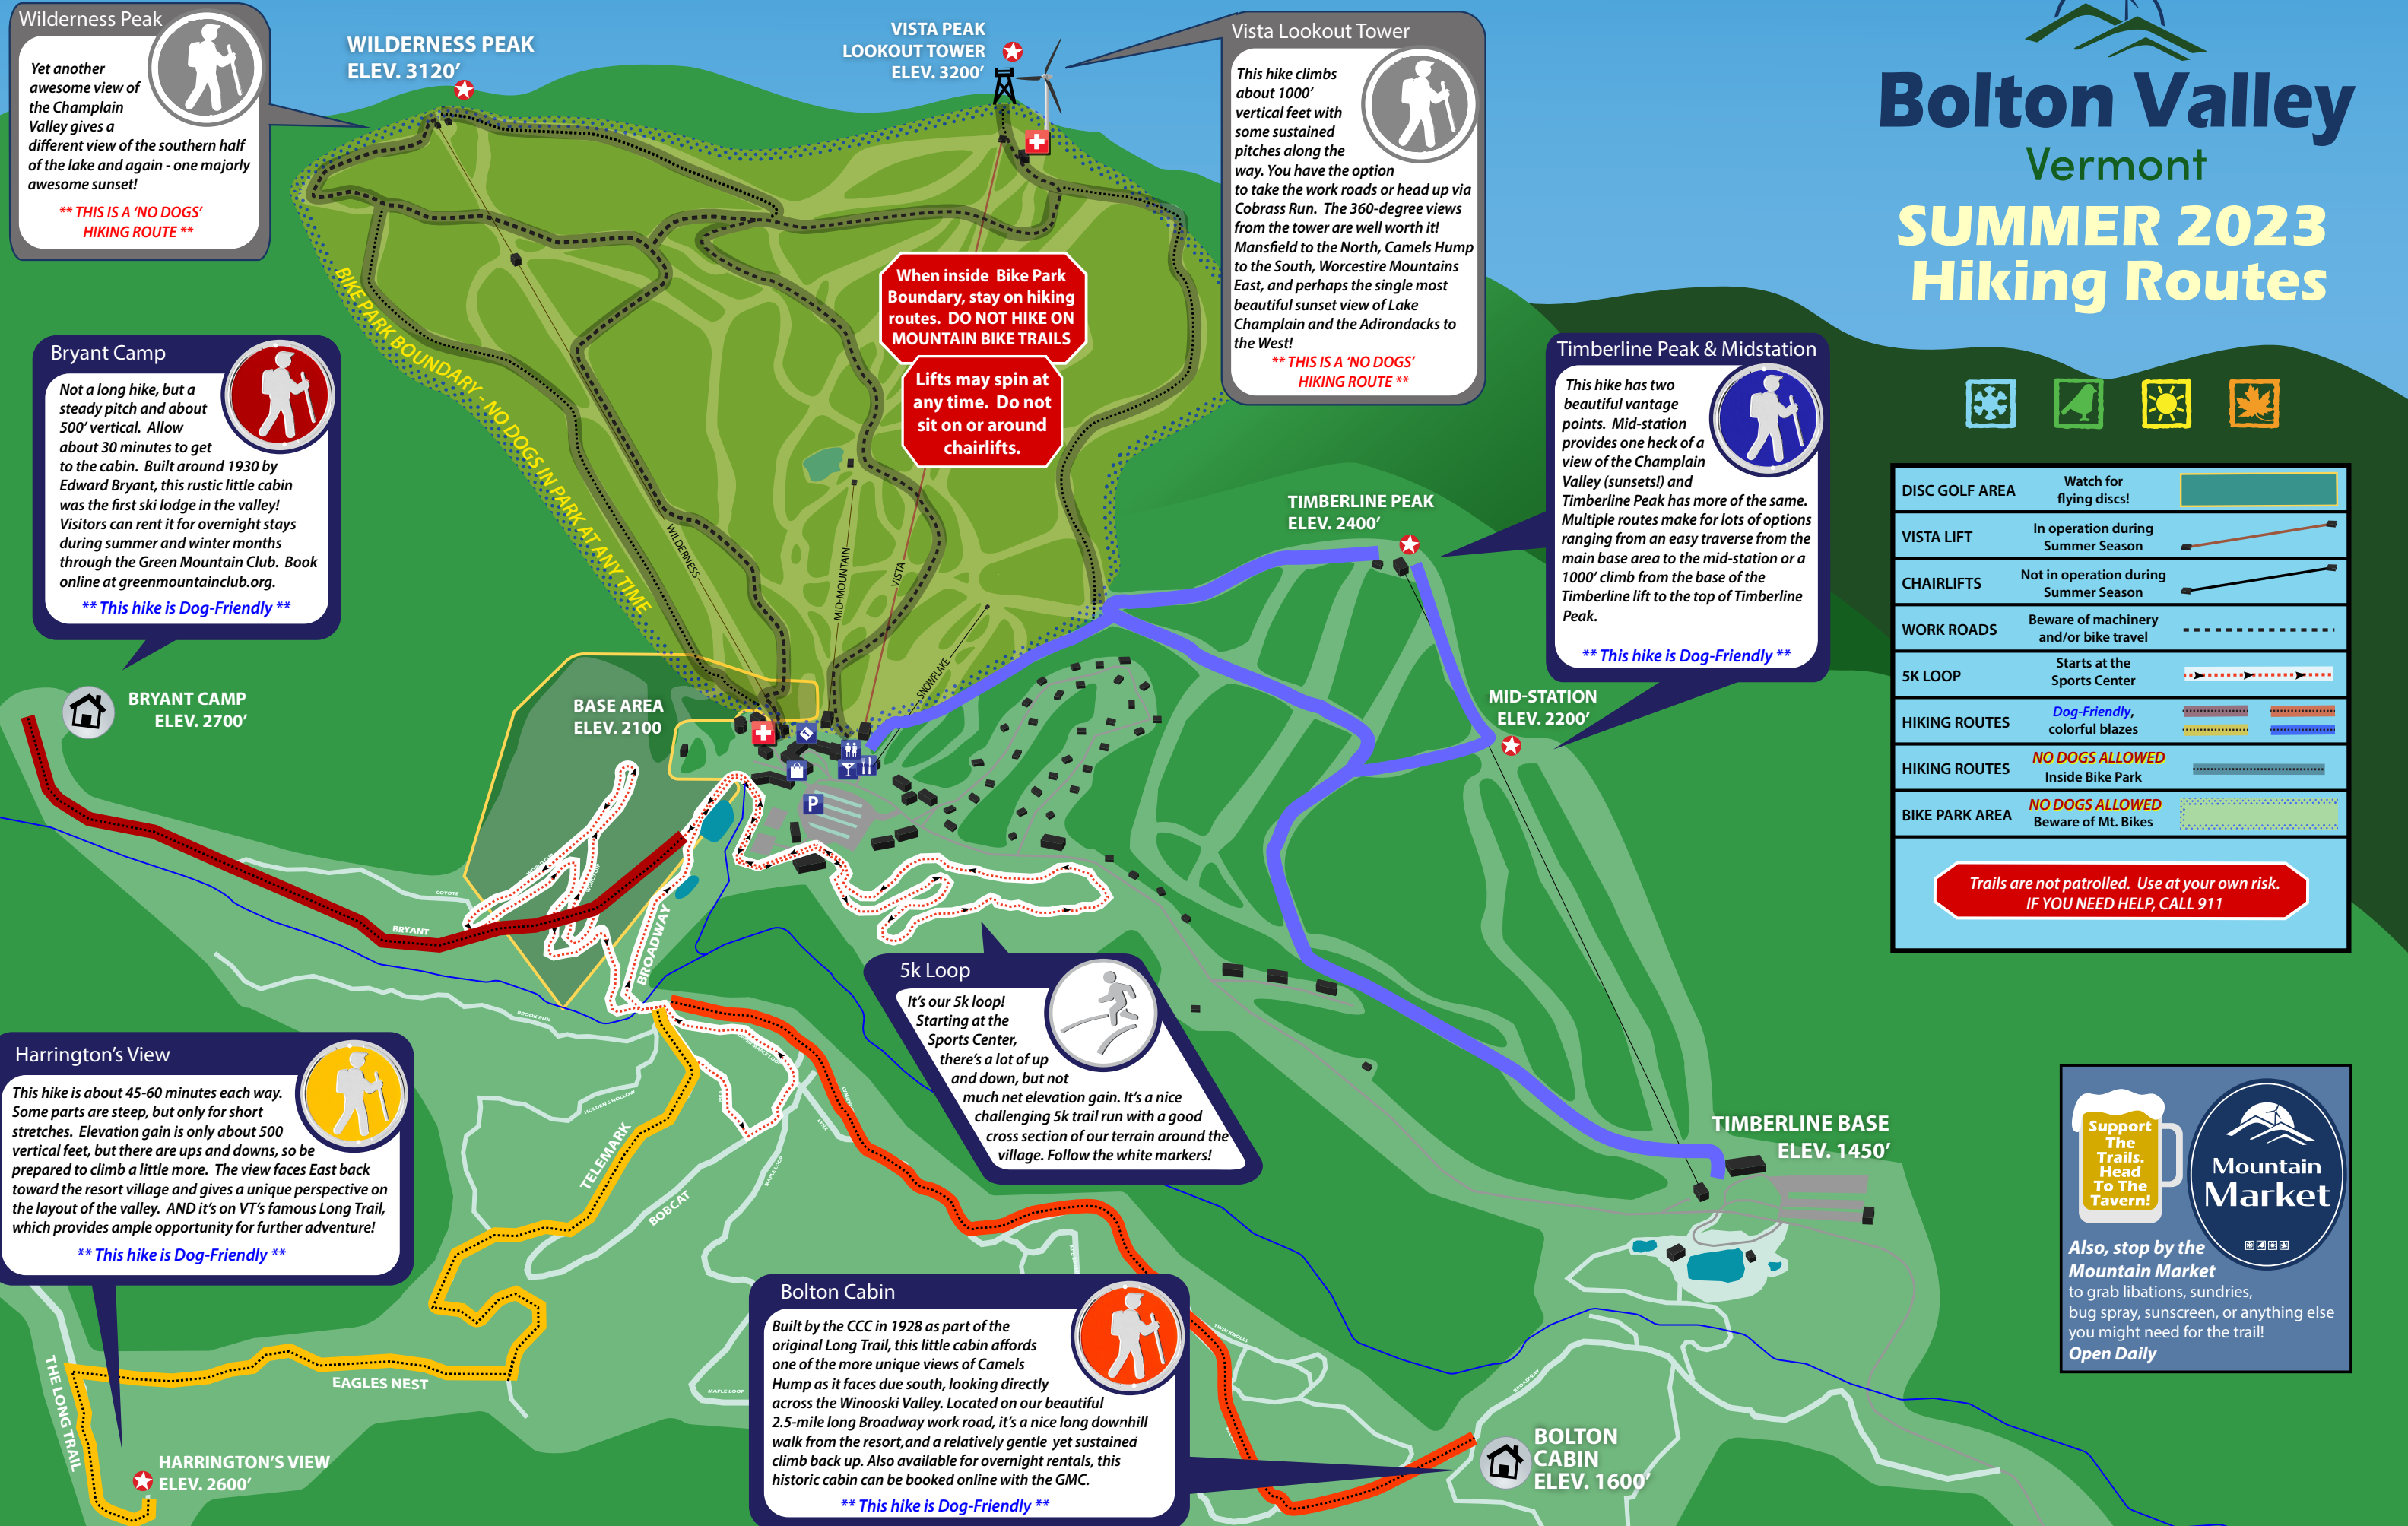 Wilderness Peak
Yet another
awesome view of
the Champlain
Valley gives a
different view of the southern half
of the lake and again - one majorly
awesome sunset!
** THIS IS A ‘NO DOGS’
HIKING ROUTE **
WILDERNESS PEAK
ELEV. 3120’
VISTA PEAK
LOOKOUT TOWER
ELEV. 3200’
Vista Lookout Tower
This hike climbs
about 1000’
vertical feet with
some sustained
pitches along the
way. You have the option
to take the work roads or head up via
Cobrass Run. The 360-degree views
from the tower are well worth it!
Mansfield to the North, Camels Hump
to the South, Worcestire Mountains
East, and perhaps the single most
beautiful sunset view of Lake
Champlain and the Adirondacks to
the West!
** THIS IS A ‘NO DOGS’
HIKING ROUTE **
Bolton Valley
Vermont
SUMMER 2023
Hiking Routes
When inside Bike Park
Boundary, stay on hiking
routes. DO NOT HIKE ON
MOUNTAIN BIKE TRAILS
Lifts may spin at
any time. Do not
sit on or around
chairlifts.
BIKE PARK BOUNDARY - NO DOGS IN PARK AT ANY TIME
Bryant Camp
Not a long hike, but a
steady pitch and about
500’ vertical. Allow
about 30 minutes to get
to the cabin. Built around 1930 by
Edward Bryant, this rustic little cabin
was the first ski lodge in the valley!
Visitors can rent it for overnight stays
during summer and winter months
through the Green Mountain Club. Book
online at greenmountainclub.org.
** This hike is Dog-Friendly **
Timberline Peak & Midstation
This hike has two
beautiful vantage
points. Mid-station
provides one heck of a
view of the Champlain
Valley (sunsets!) and
Timberline Peak has more of the same.
Multiple routes make for lots of options
ranging from an easy traverse from the
main base area to the mid-station or a
1000’ climb from the base of the
Timberline lift to the top of Timberline
Peak.
** This hike is Dog-Friendly **
TIMBERLINE PEAK
ELEV. 2400’
WILDERNESS
MID-MOUNTAIN
VISTA
SNOWFLAKE
DISC GOLF AREA
Watch for
flying discs!
VISTA LIFT
In operation during
Summer Season
CHAIRLIFTS
Not in operation during
Summer Season
WORK ROADS
Beware of machinery
and/or bike travel
5K LOOP
Starts at the
Sports Center
HIKING ROUTES
Dog-Friendly,
colorful blazes
HIKING ROUTES
NO DOGS ALLOWED
Inside Bike Park
BIKE PARK AREA
NO DOGS ALLOWED
Beware of Mt. Bikes
Trails are not patrolled. Use at your own risk.
IF YOU NEED HELP, CALL 911
BRYANT CAMP
ELEV. 2700’
BASE AREA
ELEV. 2100
MID-STATION
ELEV. 2200’
P
COYOTE
BRYANT
BROADWAY
BROOK RUN
5k Loop
It’s our 5k loop!
Starting at the
Sports Center,
there’s a lot of up
and down, but not
much net elevation gain. It’s a nice
challenging 5k trail run with a good
cross section of our terrain around the
village. Follow the white markers!
Harrington’s View
This hike is about 45-60 minutes each way.
Some parts are steep, but only for short
stretches. Elevation gain is only about 500
vertical feet, but there are ups and downs, so be
prepared to climb a little more. The view faces East back
toward the resort village and gives a unique perspective on
the layout of the valley. AND it’s on VT’s famous Long Trail,
which provides ample opportunity for further adventure!
** This hike is Dog-Friendly **
HOLDEN’S HOLLOW
LYNX
TELEMARK
BOBCAT
MAPLE LOOP
TIMBERLINE BASE
ELEV. 1450’
Support
The
Trails.
Head
To The
Tavern!
Mountain
Market
Also, stop by the
Mountain Market
to grab libations, sundries,
bug spray, sunscreen, or anything else
you might need for the trail!
Open Daily
Bolton Cabin
Built by the CCC in 1928 as part of the
original Long Trail, this little cabin affords
one of the more unique views of Camels
Hump as it faces due south, looking directly
across the Winooski Valley. Located on our beautiful
2.5-mile long Broadway work road, it’s a nice long downhill
walk from the resort,and a relatively gentle yet sustained
climb back up. Also available for overnight rentals, this
historic cabin can be booked online with the GMC.
** This hike is Dog-Friendly **
TWIN KNOLLS
BROADWAY
MAPLE LOOP
EAGLES NEST
THE LONG TRAIL
HARRINGTON’S VIEW
ELEV. 2600’
BOLTON
CABIN
ELEV. 1600’